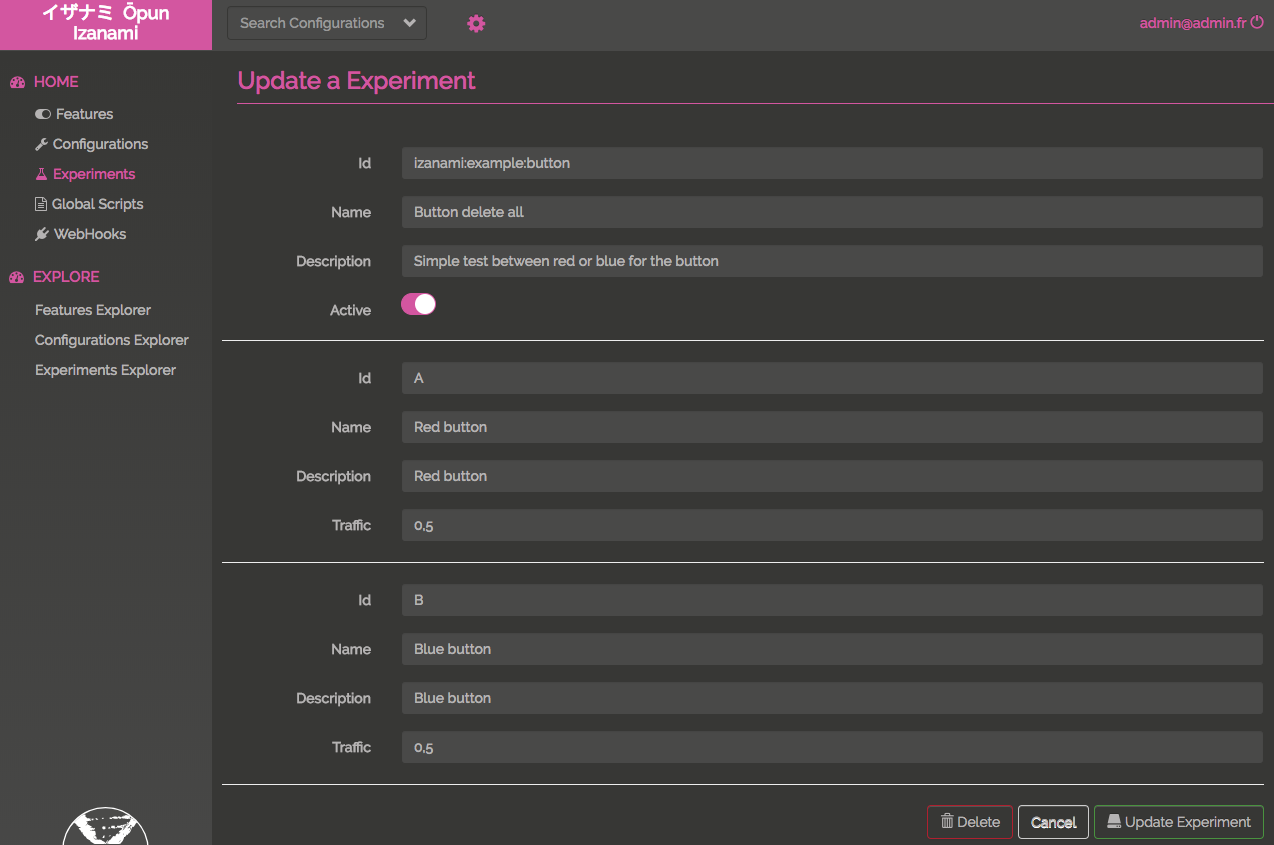 イザナミ Ōpun
Izanami
Search Configurations
admin@admin.fr
HOME
Features
Configurations
Experiments
Global Scripts
WebHooks
EXPLORE
Features Explorer
Configurations Explorer
Experiments Explorer
Update a Experiment
Id izanami:example:button
Name Button delete all
Description Simple test between red or blue for the button
Active
Id A
Name Red button
Description Red button
Traffic 0,5
Id B
Name Blue button
Description Blue button
Traffic 0,5
Delete Cancel Update Experiment